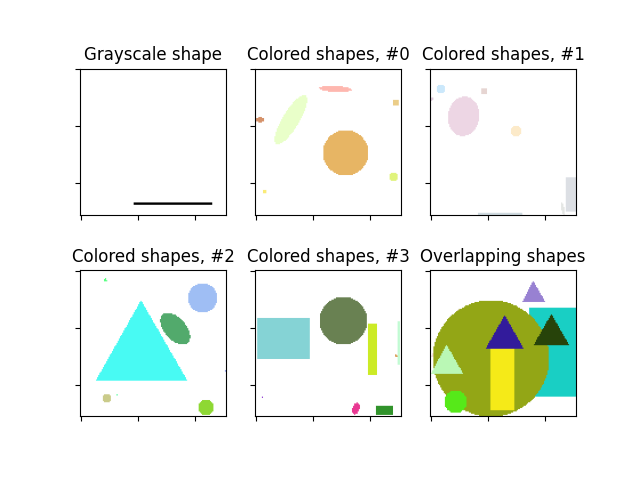 Grayscale shape
Colored shapes, #0
Colored shapes, #1
Colored shapes, #2
Colored shapes, #3
Overlapping shapes